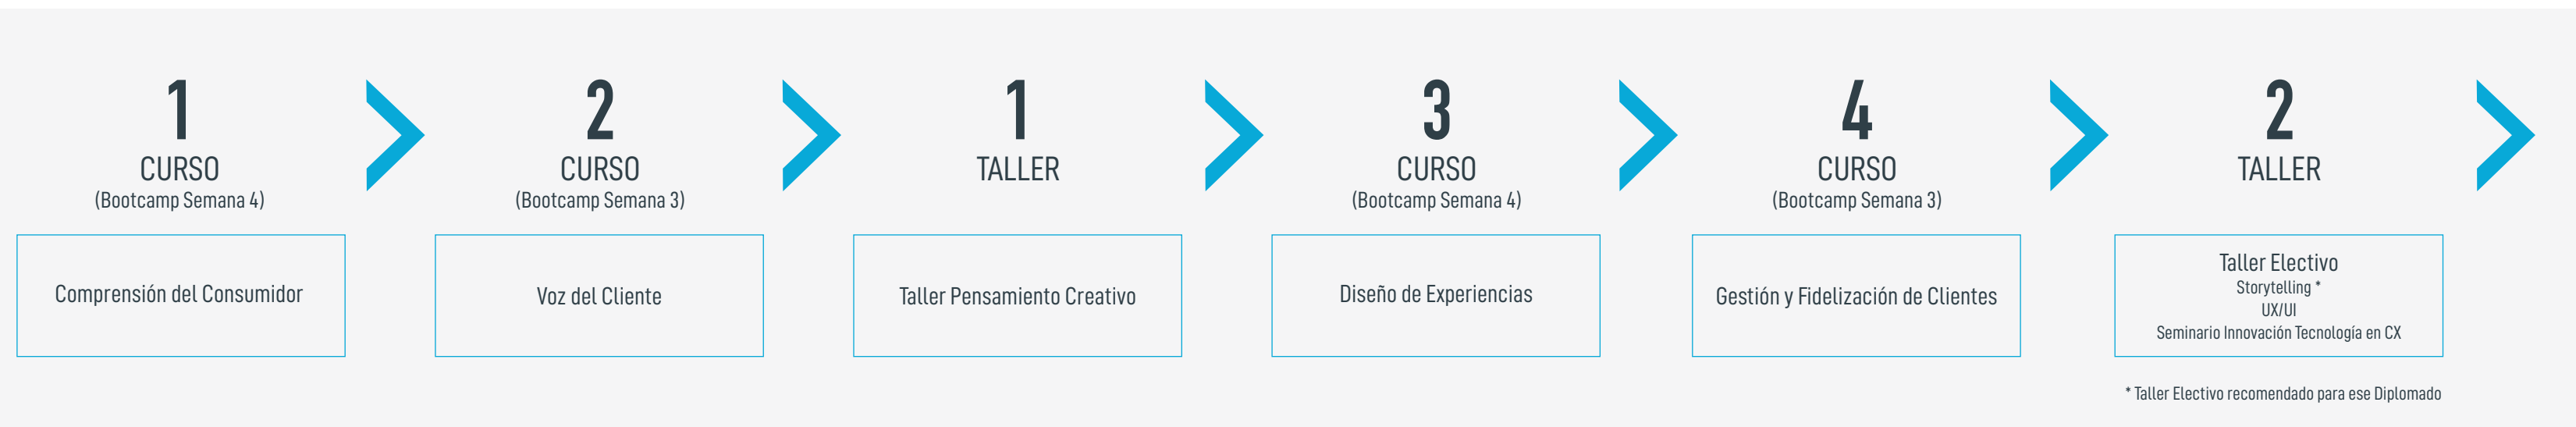 1
CURSO
(Bootcamp Semana 4)
Comprensión del Consumidor
2
CURSO
(Bootcamp Semana 3)
Voz del Cliente
1
TALLER
Taller Pensamiento Creativo
3
CURSO
(Bootcamp Semana 4)
Diseño de Experiencias
4
CURSO
(Bootcamp Semana 3)
Gestión y Fidelización de Clientes
2
TALLER
Taller Electivo
Storytelling *
UX/UI
Seminario Innovación Tecnología en CX
* Taller Electivo recomendado para ese Diplomado